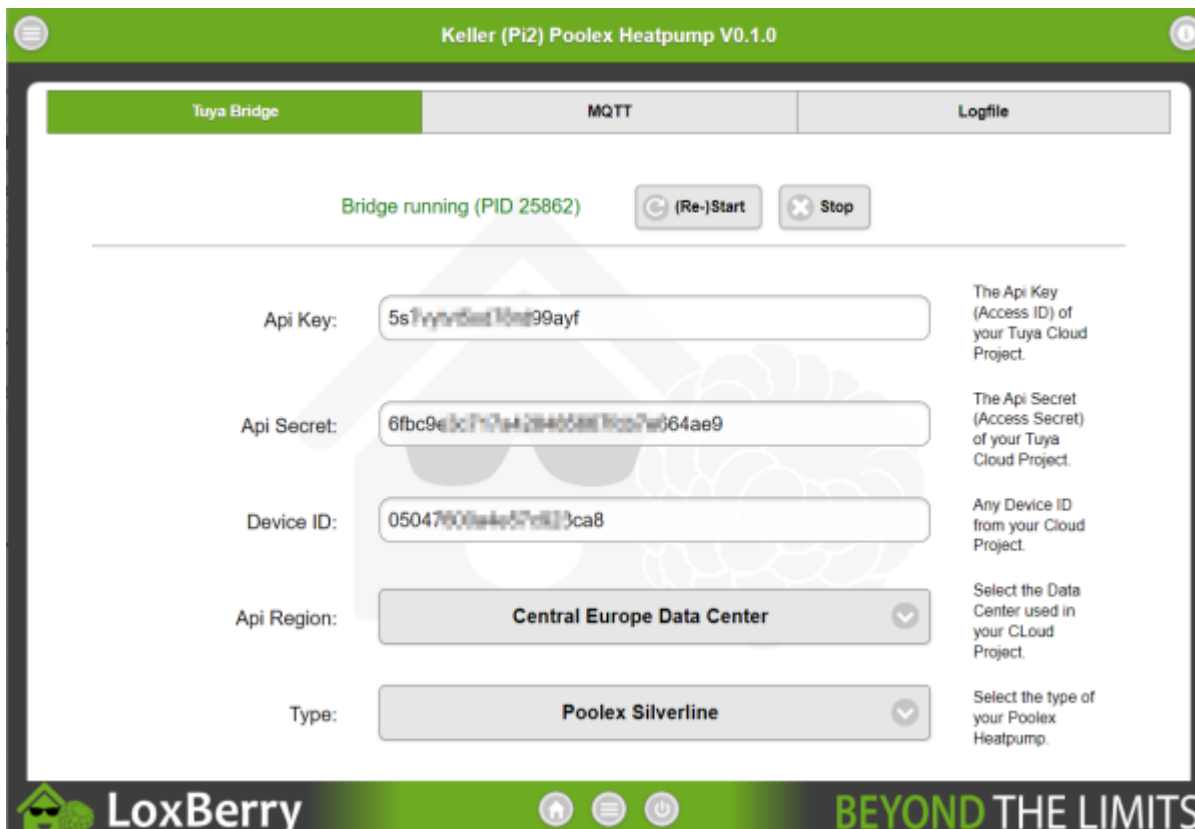 Keller (Pi2) Poolex Heatpump V0.1.0
Tuya Bridge
MQTT
Logfile
Bridge running (PID 25862)
(Re-)Start
Stop
Api Key:
The Api Key
(Access ID) of
your Tuya Cloud
Project.
Api Secret:
The Api Secret
(Access Secret)
of your Tuya
Cloud Project.
Device ID:
Any Device ID
from your Cloud
Project.
Api Region:
Central Europe Data Center
Select the Data
Center used in
your CLoud
Project.
Type:
Poolex Silverline
Select the type of
your Poolex
Heatpump.
LoxBerry
BEYOND THE LIMITS